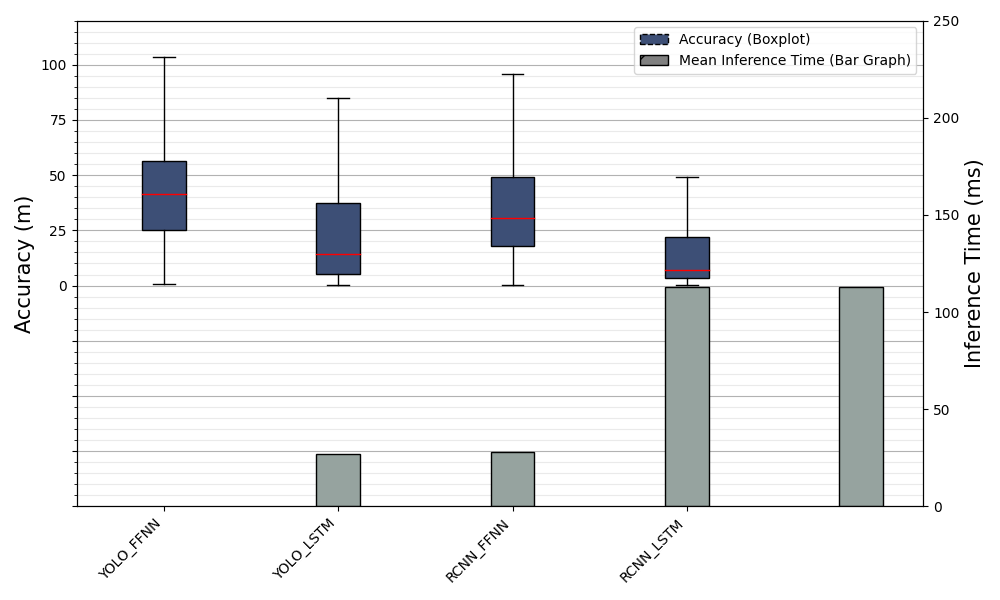 Accuracy (Boxplot)
Mean Inference Time (Bar Graph)
Accuracy (m)
100
75
50
25
0
250
200
150
100
50
0
Inference Time (ms)
YOLO_FFNN
YOLO_LSTM
RCNN_FFNN
RCNN_LSTM